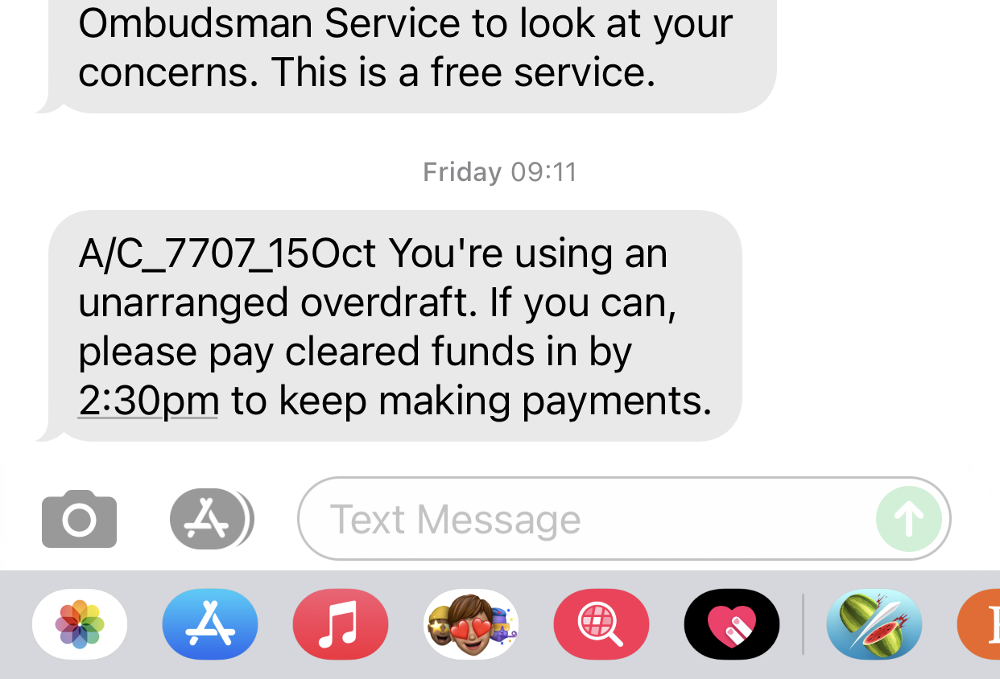 Ombudsman Service to look at your
concerns. This is a free service.
Friday 09:11
A/C_7707_15Oct You're using an
unarranged overdraft. If you can,
please pay cleared funds in by
2:30pm to keep making payments.
Text Message